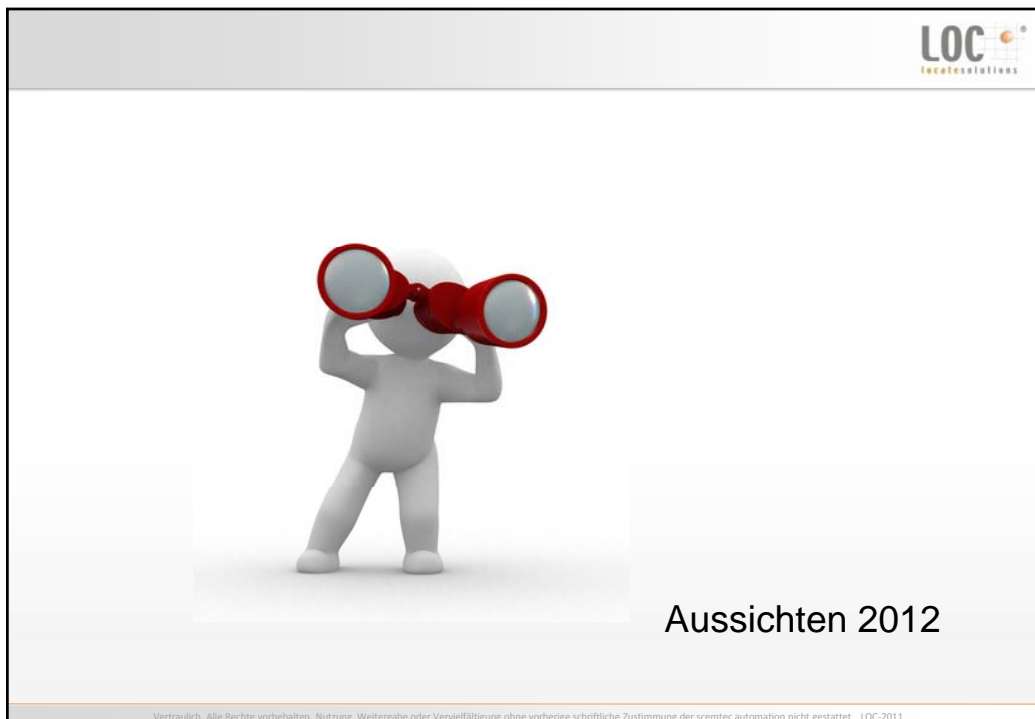 LOC
locatesolutions
Aussichten 2012
Vertraulich. Alle Rechte vorbehalten. Nutzung, Weitergabe oder Vervielfältigung ohne vorherige schriftliche Zustimmung der scemtec automation nicht gestattet. LOC-2011